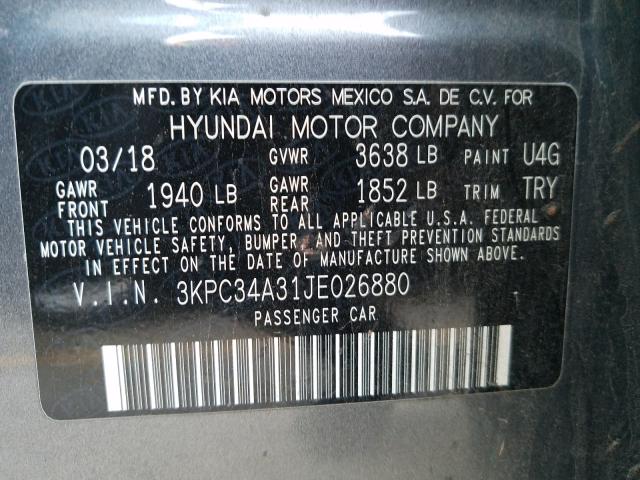 MFD. BY KIA MOTORS MEXICO S.A. DE C.V. FOR
HYUNDAI MOTOR COMPANY
03/18 GVWR 3638 LB PAINT U4G
GAWR FRONT 1940 LB GAWR REAR 1852 LB TRIM TRY
THIS VEHICLE CONFORMS TO ALL APPLICABLE U.S.A. FEDERAL
MOTOR VEHICLE SAFETY, BUMPER, AND THEFT PREVENTION STANDARDS
IN EFFECT ON THE DATE OF MANUFACTURE SHOWN ABOVE.
V.I.N. 3KPC34A31JE026880
PASSENGER CAR